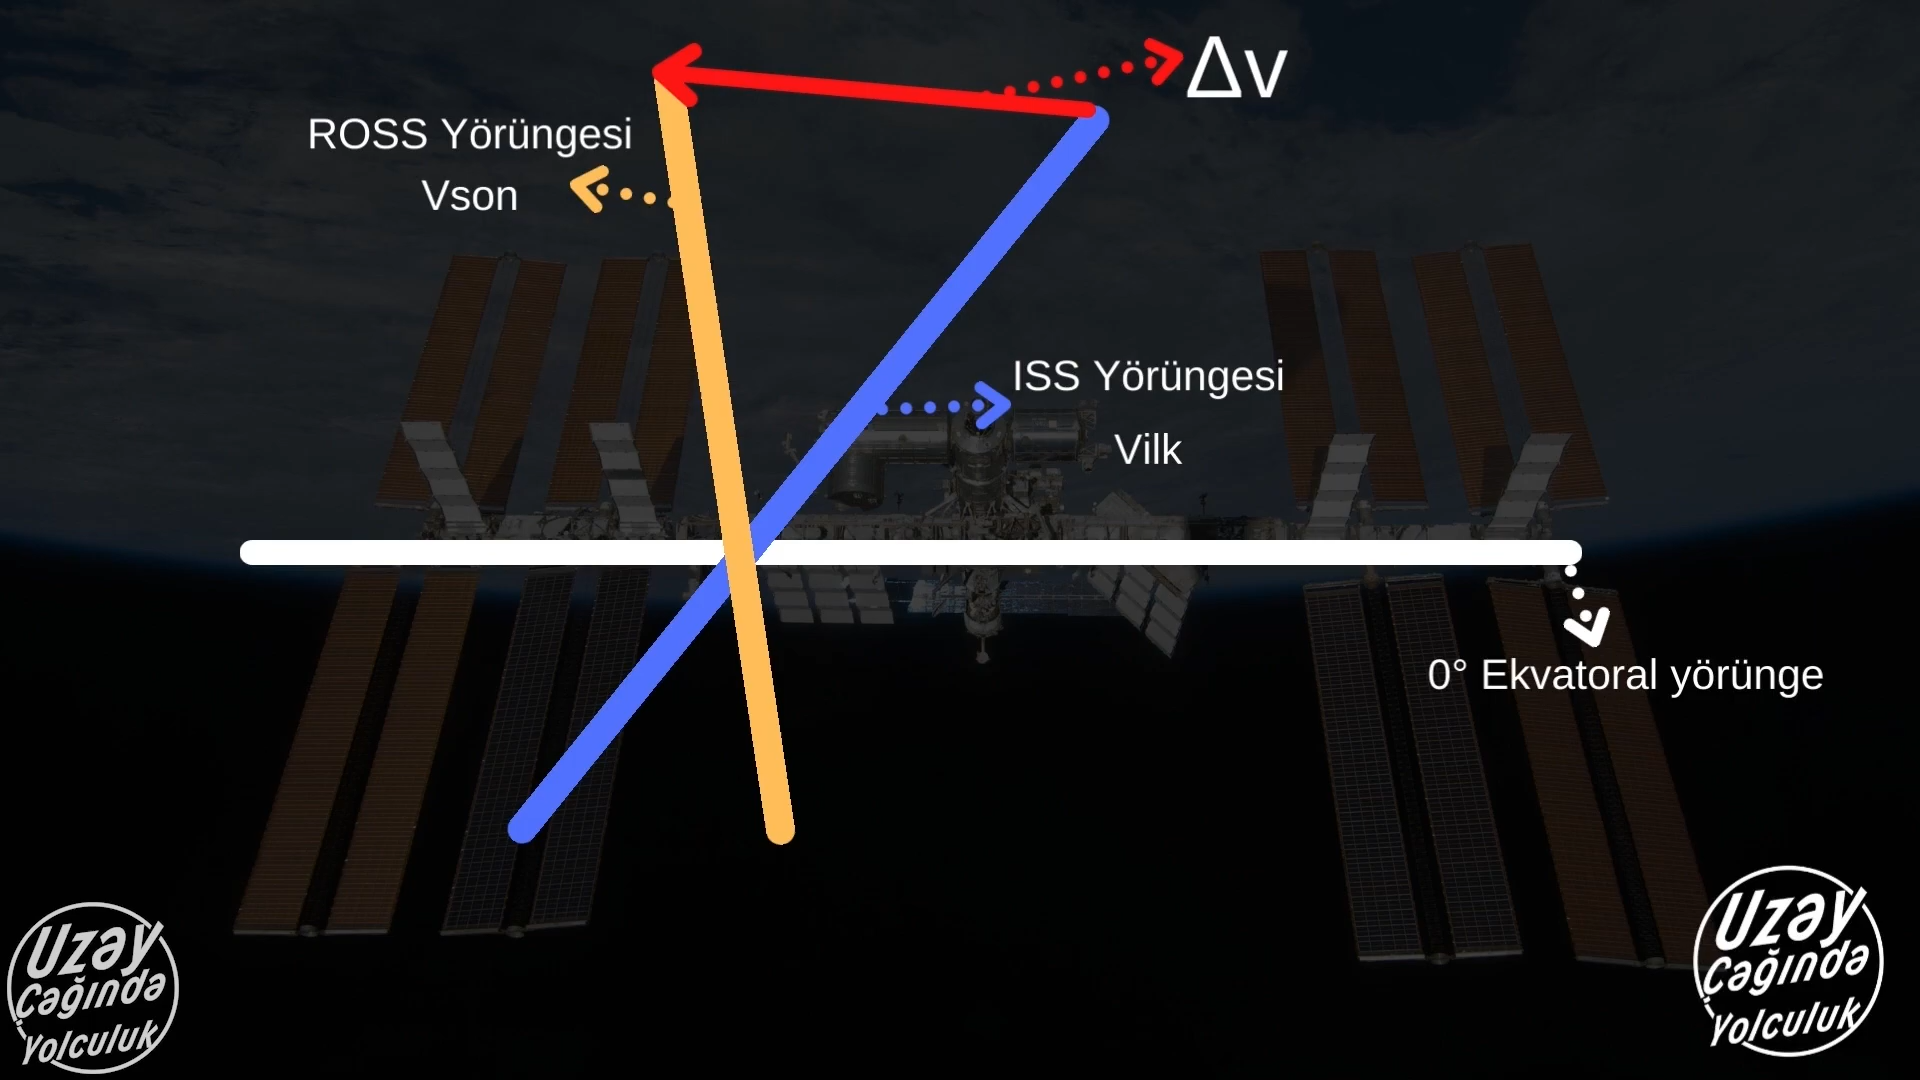 Δv
ROSS Yörüngesi
Vson
ISS Yörüngesi
Vilk
0° Ekvatoral yörünge
Uzay
Çağında
Yolculuk
Uzay
Çağında
Yolculuk